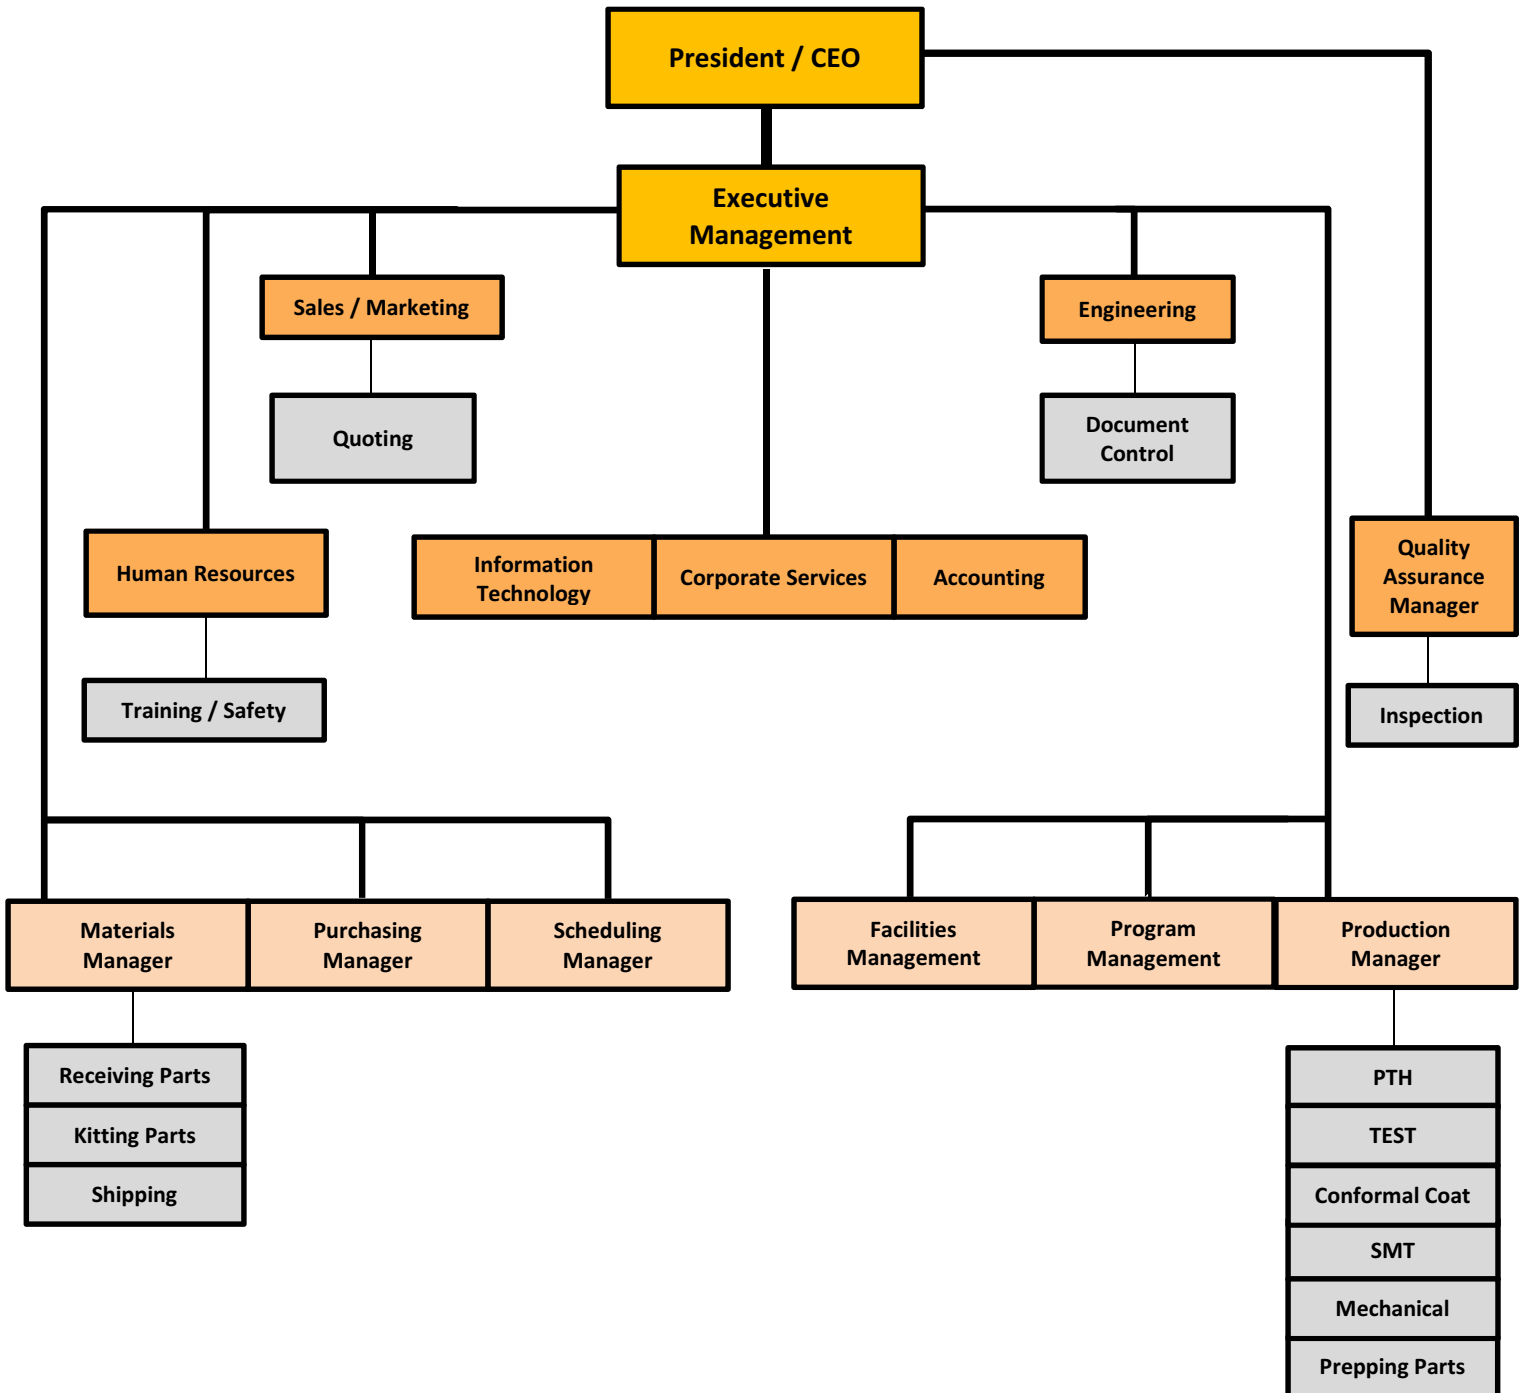 President / CEO
Executive
Management
Sales / Marketing
Engineering
Quoting
Document
Control
Human Resources
Information
Technology
Corporate Services
Accounting
Quality
Assurance
Manager
Training / Safety
Inspection
Materials
Manager
Purchasing
Manager
Scheduling
Manager
Facilities
Management
Program
Management
Production
Manager
Receiving Parts
Kitting Parts
Shipping
PTH
TEST
Conformal Coat
SMT
Mechanical
Prepping Parts